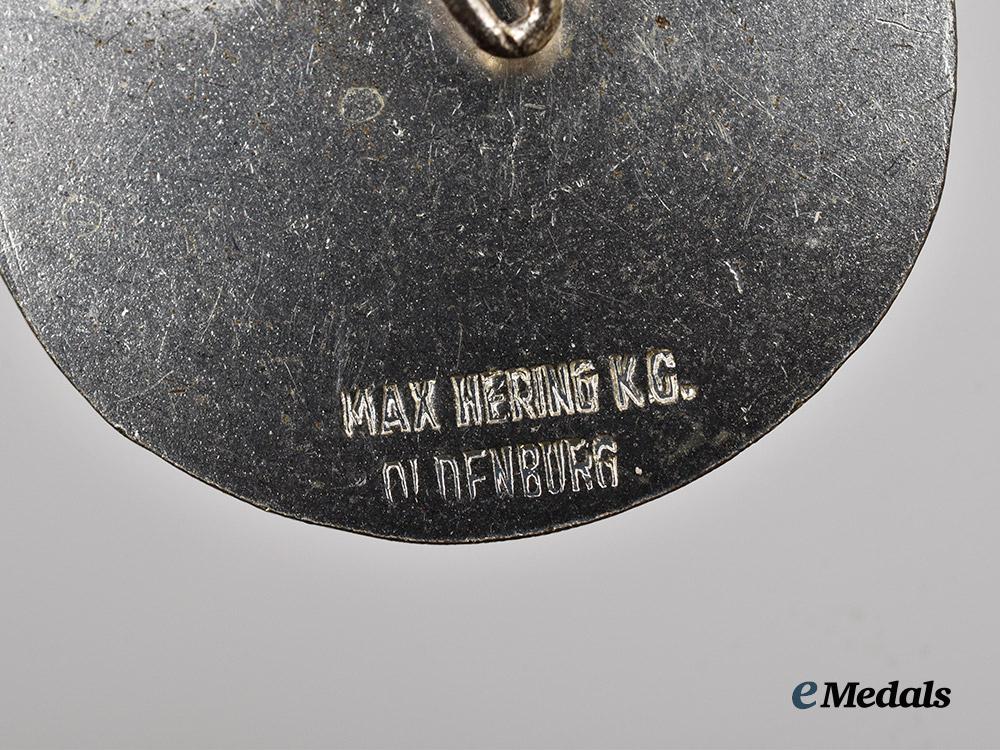 MAX HERING K.G.
OLDENBURG
eMedals